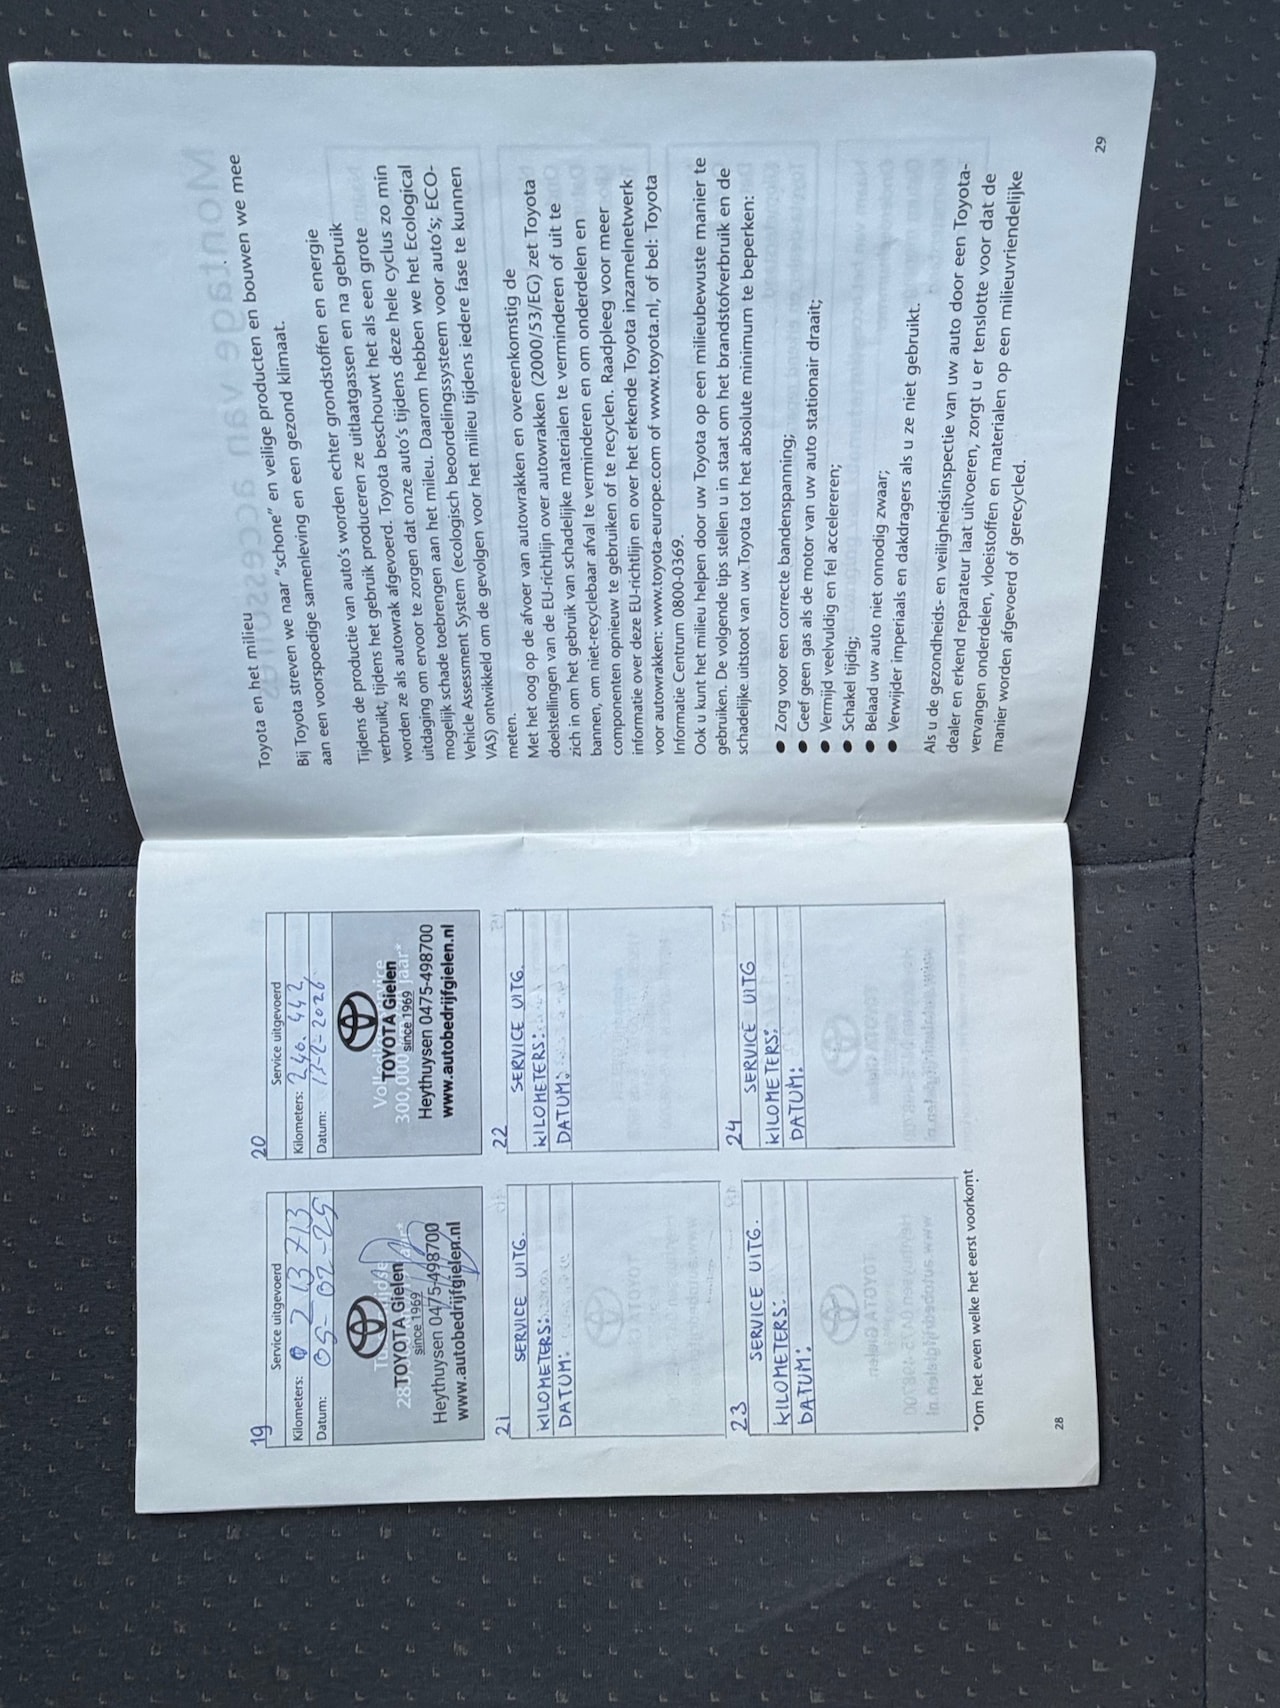 19
Service uitgevoerd
Kilometers: 213713
Datum: 05-02-25
TOYOTA Gielen
since 1969
Heythuysen 0475-498700
www.autobedrijfgielen.nl
20
Service uitgevoerd
Kilometers: 240.442
Datum: 13-2-2026
300,000 jaar*
TOYOTA Gielen
since 1969
Heythuysen 0475-498700
www.autobedrijfgielen.nl
21
SERVICE UITG.
KILOMETERS:
DATUM:
22
SERVICE UITG.
KILOMETERS:
DATUM:
23
SERVICE UITG.
KILOMETERS:
DATUM:
24
SERVICE UITG
KILOMETERS:
DATUM:
*Om het even welke het eerst voorkomt
28
Toyota en het milieu
Bij Toyota streven we naar "schone" en veilige producten en bouwen we mee
aan een voorspoedige samenleving en een gezond klimaat.
Tijdens de productie van auto's worden echter grondstoffen en energie
verbruikt, tijdens het gebruik produceren ze uitlaatgassen en na gebruik
worden ze als autowrak afgevoerd. Toyota beschouwt het als een grote
uitdaging om ervoor te zorgen dat onze auto's tijdens deze hele cyclus zo min
mogelijk schade toebrengen aan het milieu. Daarom hebben we het Ecological
Vehicle Assessment System (ecologisch beoordelingssysteem voor auto's; ECO-
VAS) ontwikkeld om de gevolgen voor het milieu tijdens iedere fase te kunnen
meten.
Met het oog op de afvoer van autowrakken en overeenkomstig de
doelstellingen van de EU-richtlijn over autowrakken (2000/53/EG) zet Toyota
zich in om het gebruik van schadelijke materialen te verminderen of uit te
bannen, om niet-recyclebaar afval te verminderen en om onderdelen en
componenten opnieuw te gebruiken of te recyclen. Raadpleeg voor meer
informatie over deze EU-richtlijn en over het erkende Toyota inzamelnetwerk
voor autowrakken: www.toyota-europe.com of www.toyota.nl, of bel: Toyota
Informatie Centrum 0800-0369.
Ook u kunt het milieu helpen door uw Toyota op een milieubewuste manier te
gebruiken. De volgende tips stellen u in staat om het brandstofverbruik en de
schadelijke uitstoot van uw Toyota tot het absolute minimum te beperken:
● Zorg voor een correcte bandenspanning;
● Geef geen gas als de motor van uw auto stationair draait;
● Vermijd veelvuldig en fel accelereren;
● Schakel tijdig;
● Belaad uw auto niet onnodig zwaar;
● Verwijder imperiaals en dakdragers als u ze niet gebruikt.
Als u de gezondheids- en veiligheidsinspectie van uw auto door een Toyota-
dealer en erkend reparateur laat uitvoeren, zorgt u er tenslotte voor dat de
vervangen onderdelen, vloeistoffen en materialen op een milieuvriendelijke
manier worden afgevoerd of gerecycled.
29